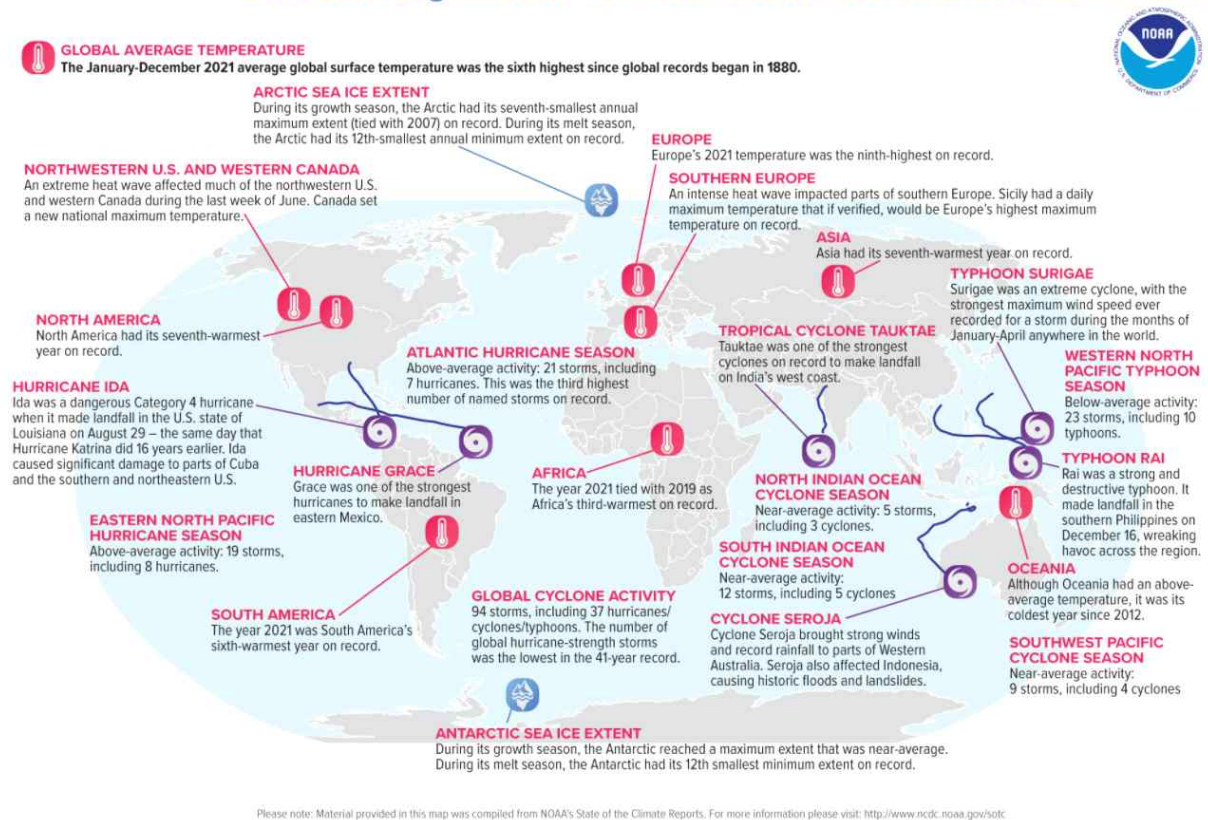 GLOBAL AVERAGE TEMPERATURE
The January-December 2021 average global surface temperature was the sixth highest since global records began in 1880.
NATIONAL OCEANIC AND ATMOSPHERIC ADMINISTRATION
NOAA
U.S. DEPARTMENT OF COMMERCE
ARCTIC SEA ICE EXTENT
During its growth season, the Arctic had its seventh-smallest annual
maximum extent (tied with 2007) on record. During its melt season,
the Arctic had its 12th-smallest annual minimum extent on record.
EUROPE
Europe's 2021 temperature was the ninth-highest on record.
NORTHWESTERN U.S. AND WESTERN CANADA
An extreme heat wave affected much of the northwestern U.S.
and western Canada during the last week of June. Canada set
a new national maximum temperature.
SOUTHERN EUROPE
An intense heat wave impacted parts of southern Europe. Sicily had a daily
maximum temperature that if verified, would be Europe's highest maximum
temperature on record.
ASIA
Asia had its seventh-warmest year on record.
TYPHOON SURIGAE
Surigae was an extreme cyclone, with the
strongest maximum wind speed ever
recorded for a storm during the months of
January-April anywhere in the world.
NORTH AMERICA
North America had its seventh-warmest
year on record.
TROPICAL CYCLONE TAUKTAE
Tauktae was one of the strongest
cyclones on record to make landfall
on India's west coast.
ATLANTIC HURRICANE SEASON
Above-average activity: 21 storms, including
7 hurricanes. This was the third highest
number of named storms on record.
WESTERN NORTH
PACIFIC TYPHOON
SEASON
Below-average activity:
23 storms, including 10
typhoons.
HURRICANE IDA
Ida was a dangerous Category 4 hurricane
when it made landfall in the U.S. state of
Louisiana on August 29 – the same day that
Hurricane Katrina did 16 years earlier. Ida
caused significant damage to parts of Cuba
and the southern and northeastern U.S.
HURRICANE GRACE
Grace was one of the strongest
hurricanes to make landfall in
eastern Mexico.
AFRICA
The year 2021 tied with 2019 as
Africa's third-warmest on record.
NORTH INDIAN OCEAN
CYCLONE SEASON
Near-average activity: 5 storms,
including 3 cyclones.
TYPHOON RAI
Rai was a strong and
destructive typhoon. It
made landfall in the
southern Philippines on
December 16, wreaking
havoc across the region.
EASTERN NORTH PACIFIC
HURRICANE SEASON
Above-average activity: 19 storms,
including 8 hurricanes.
SOUTH INDIAN OCEAN
CYCLONE SEASON
Near-average activity:
12 storms, including 5 cyclones
OCEANIA
Although Oceania had an above-
average temperature, it was its
coldest year since 2012.
SOUTH AMERICA
The year 2021 was South America's
sixth-warmest year on record.
GLOBAL CYCLONE ACTIVITY
94 storms, including 37 hurricanes/
cyclones/typhoons. The number of
global hurricane-strength storms
was the lowest in the 41-year record.
CYCLONE SEROJA
Cyclone Seroja brought strong winds
and record rainfall to parts of Western
Australia. Seroja also affected Indonesia,
causing historic floods and landslides.
SOUTHWEST PACIFIC
CYCLONE SEASON
Near-average activity:
9 storms, including 4 cyclones
ANTARCTIC SEA ICE EXTENT
During its growth season, the Antarctic reached a maximum extent that was near-average.
During its melt season, the Antarctic had its 12th smallest minimum extent on record.
Please note: Material provided in this map was compiled from NOAA's State of the Climate Reports. For more information please visit: http://www.ncdc.noaa.gov/sotc